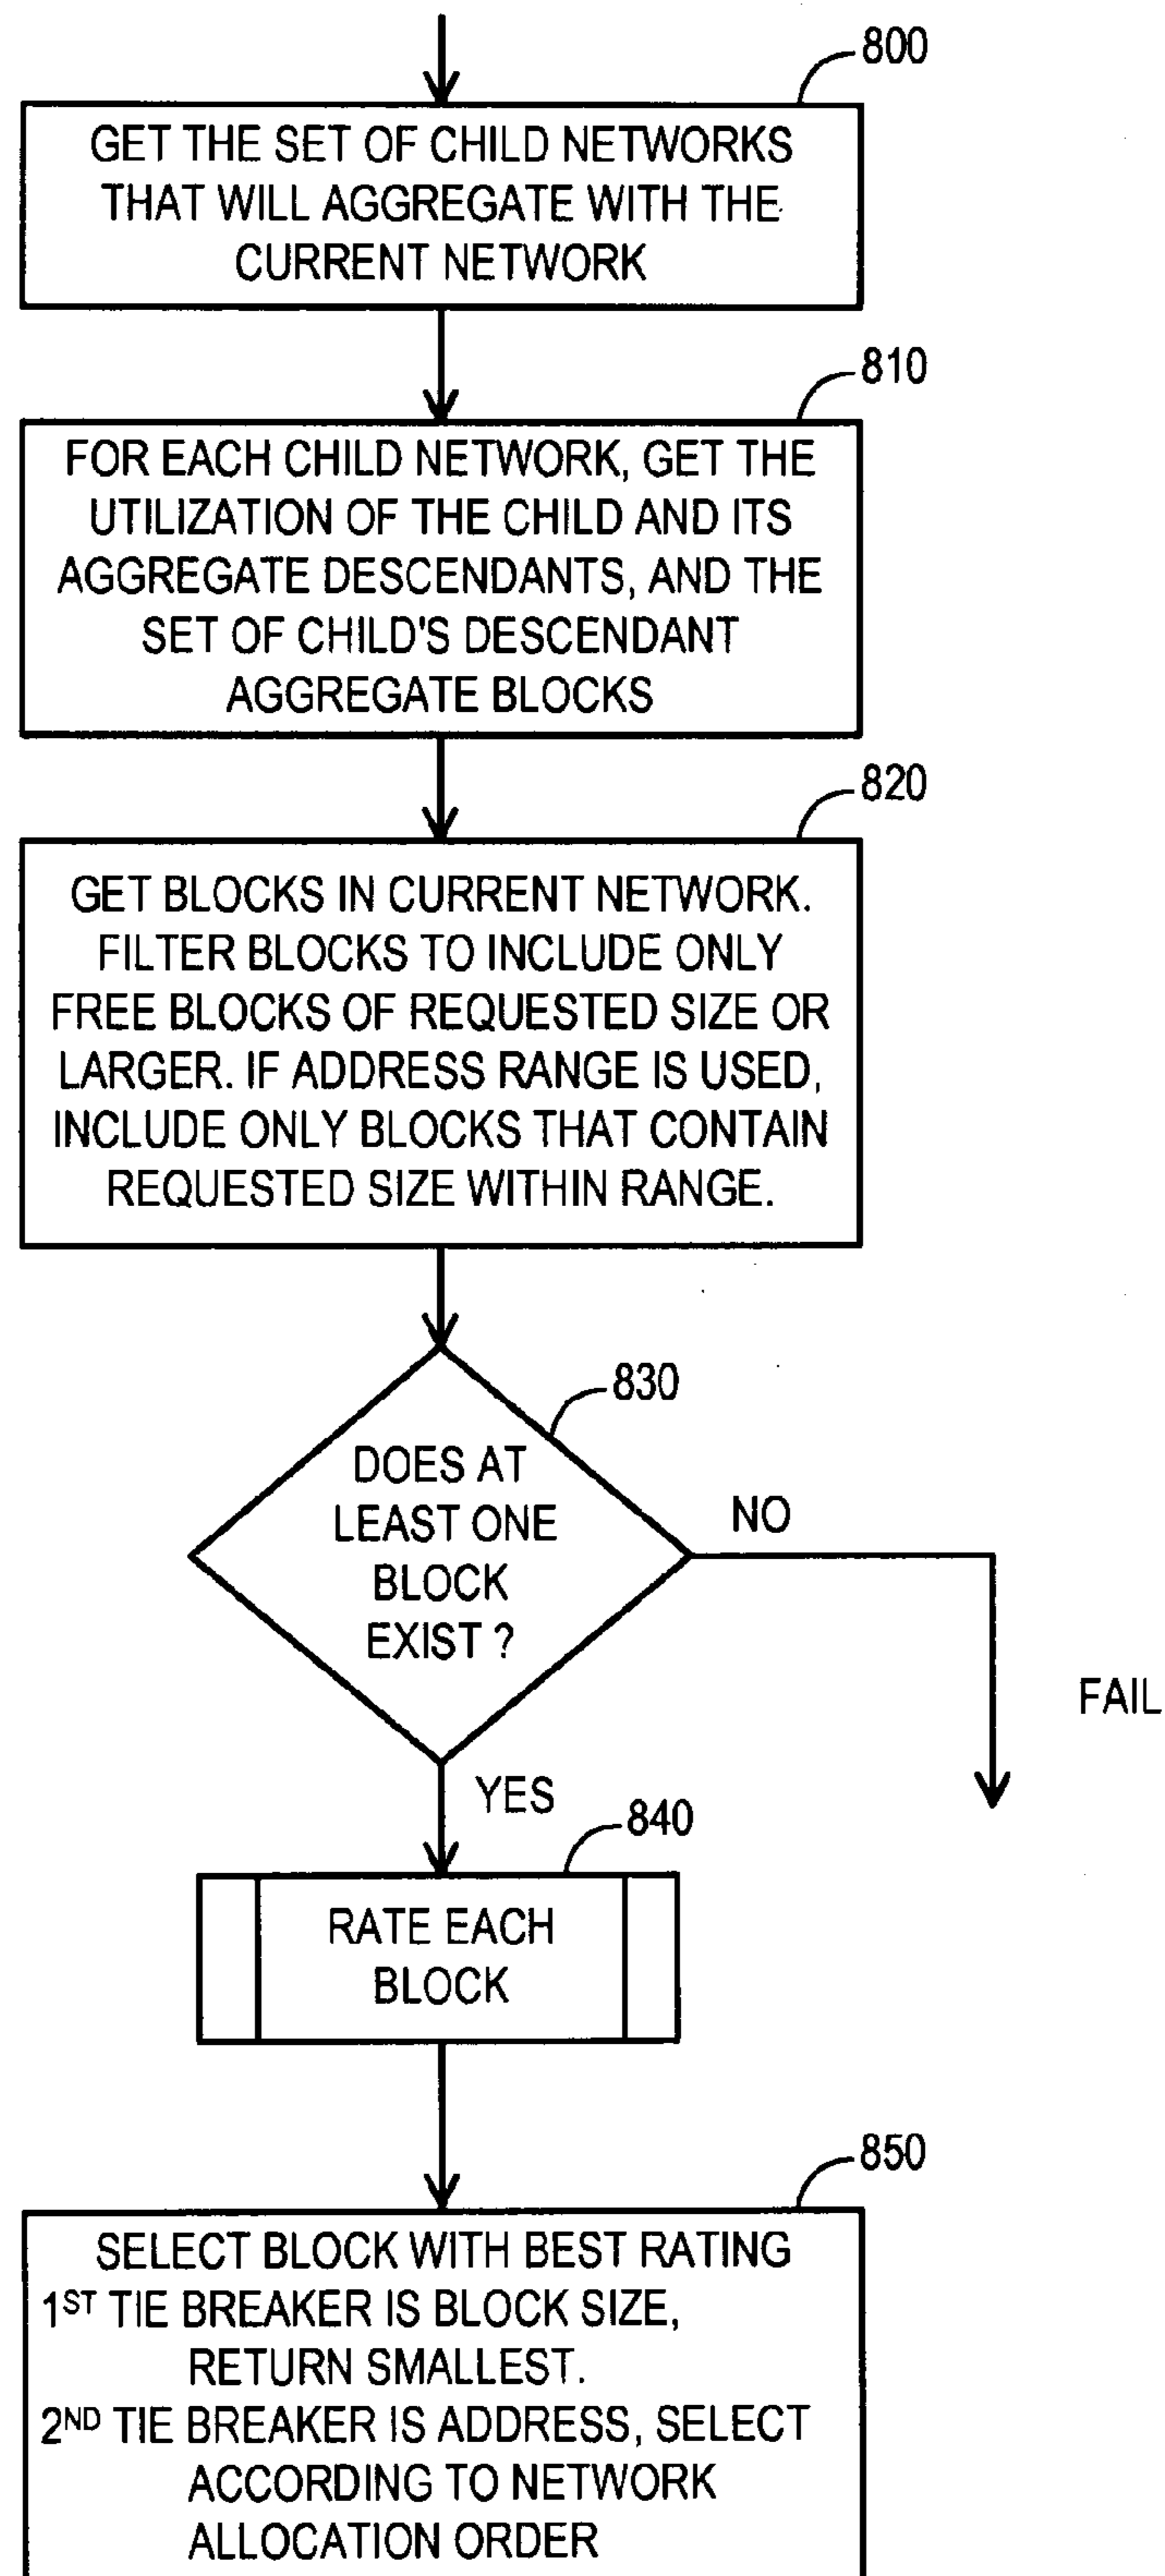 800
GET THE SET OF CHILD NETWORKS
THAT WILL AGGREGATE WITH THE
CURRENT NETWORK
810
FOR EACH CHILD NETWORK, GET THE
UTILIZATION OF THE CHILD AND ITS
AGGREGATE DESCENDANTS, AND THE
SET OF CHILD'S DESCENDANT
AGGREGATE BLOCKS
820
GET BLOCKS IN CURRENT NETWORK.
FILTER BLOCKS TO INCLUDE ONLY
FREE BLOCKS OF REQUESTED SIZE OR
LARGER. IF ADDRESS RANGE IS USED,
INCLUDE ONLY BLOCKS THAT CONTAIN
REQUESTED SIZE WITHIN RANGE.
830
DOES AT
LEAST ONE
BLOCK
EXIST ?
NO
FAIL
YES
840
RATE EACH
BLOCK
850
SELECT BLOCK WITH BEST RATING
1ST TIE BREAKER IS BLOCK SIZE,
RETURN SMALLEST.
2ND TIE BREAKER IS ADDRESS, SELECT
ACCORDING TO NETWORK
ALLOCATION ORDER